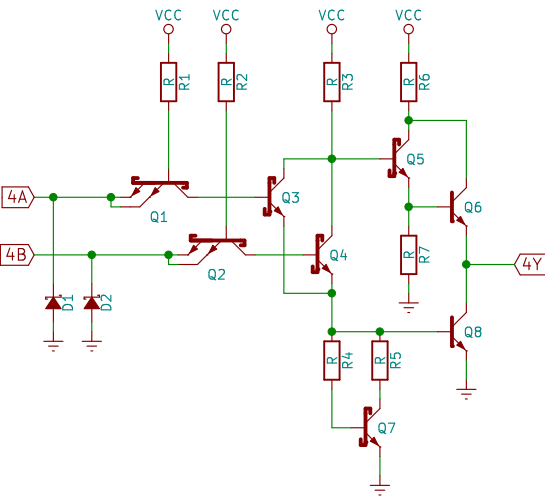 VCC VCC VCC VCC
R R1 R R2 R R3 R R6
Q5
4A Q1 Q3 Q6
4B Q2 Q4 R R7 4Y
D1 D2
Q8
R R4 R R5
Q7